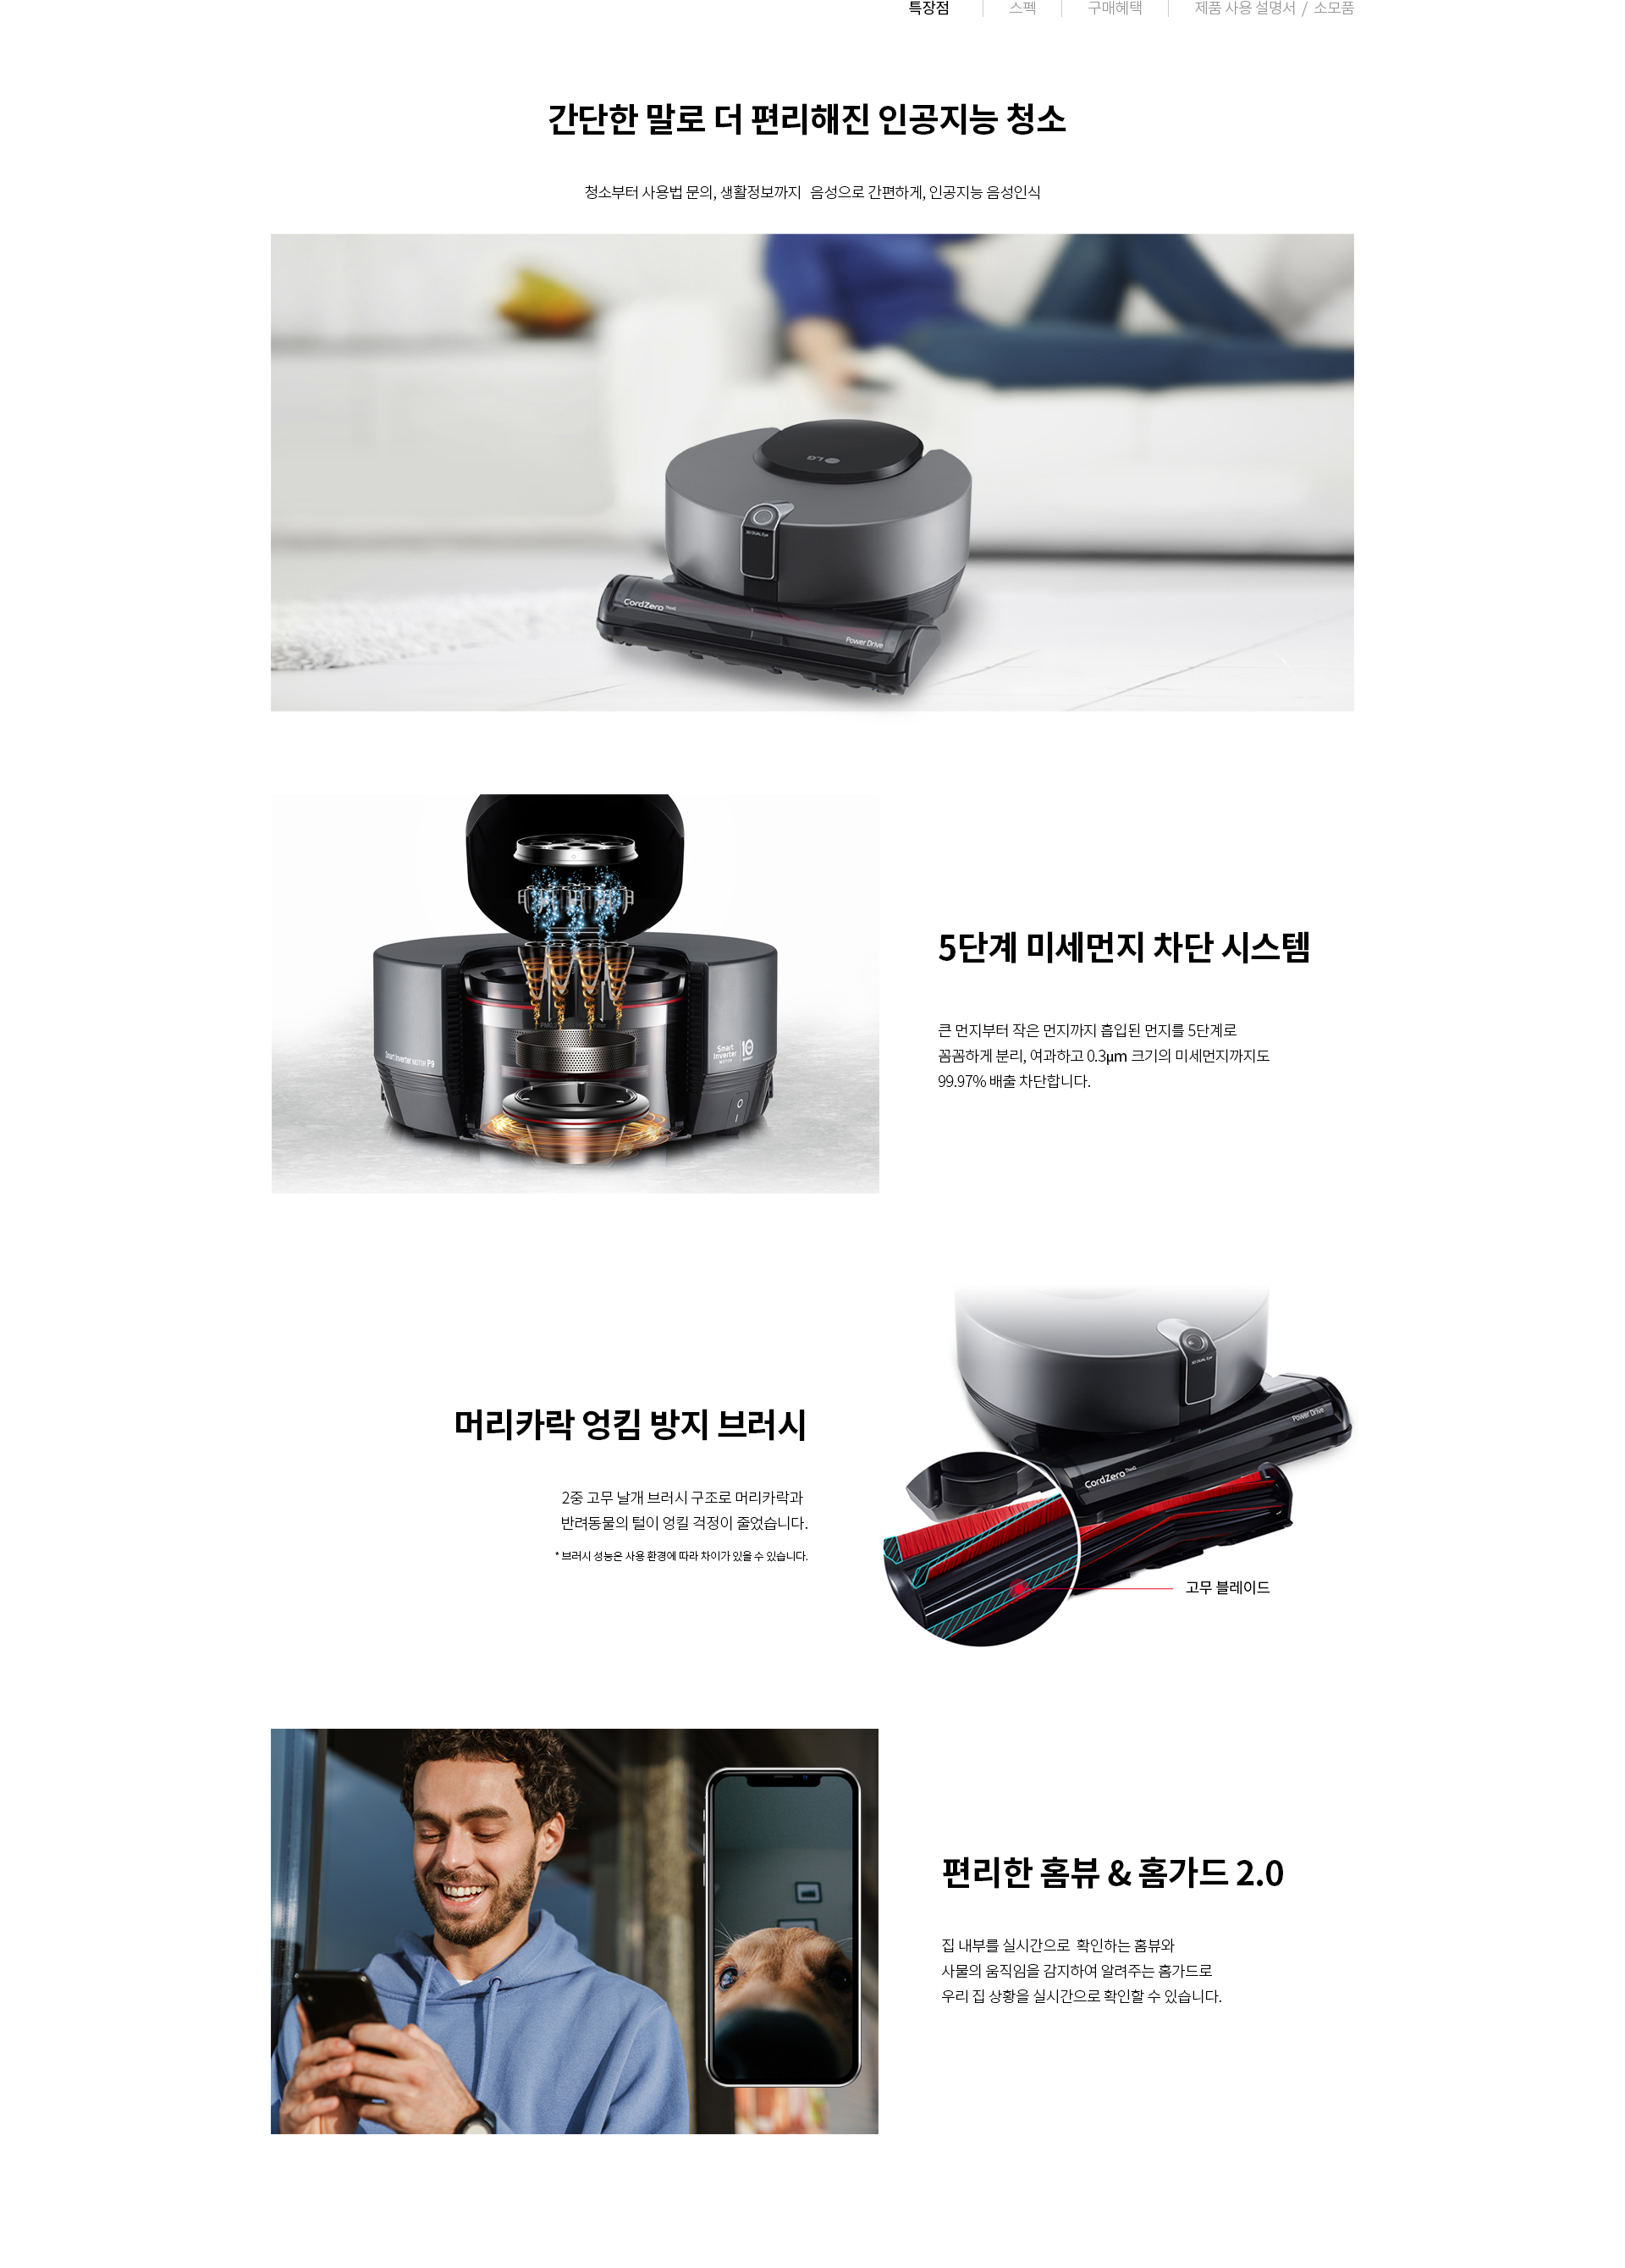 특장점
스펙
구매혜택
제품 사용 설명서 / 소모품
간단한 말로 더 편리해진 인공지능 청소
청소부터 사용법 문의, 생활정보까지 음성으로 간편하게, 인공지능 음성인식
LG
3D DUAL Eye
CordZero ThinQ
Power Drive
5단계 미세먼지 차단 시스템
큰 먼지부터 작은 먼지까지 흡입된 먼지를 5단계로
꼼꼼하게 분리, 여과하고 0.3μm 크기의 미세먼지까지도
99.97% 배출 차단합니다.
Smart Inverter MOTOR P9
Smart
Inverter
MOTOR
10
머리카락 엉킴 방지 브러시
2중 고무 날개 브러시 구조로 머리카락과
반려동물의 털이 엉킬 걱정이 줄었습니다.
* 브러시 성능은 사용 환경에 따라 차이가 있을 수 있습니다.
3D DUAL Eye
Power Drive
CordZero ThinQ
고무 블레이드
편리한 홈뷰 & 홈가드 2.0
집 내부를 실시간으로 확인하는 홈뷰와
사물의 움직임을 감지하여 알려주는 홈가드로
우리 집 상황을 실시간으로 확인할 수 있습니다.